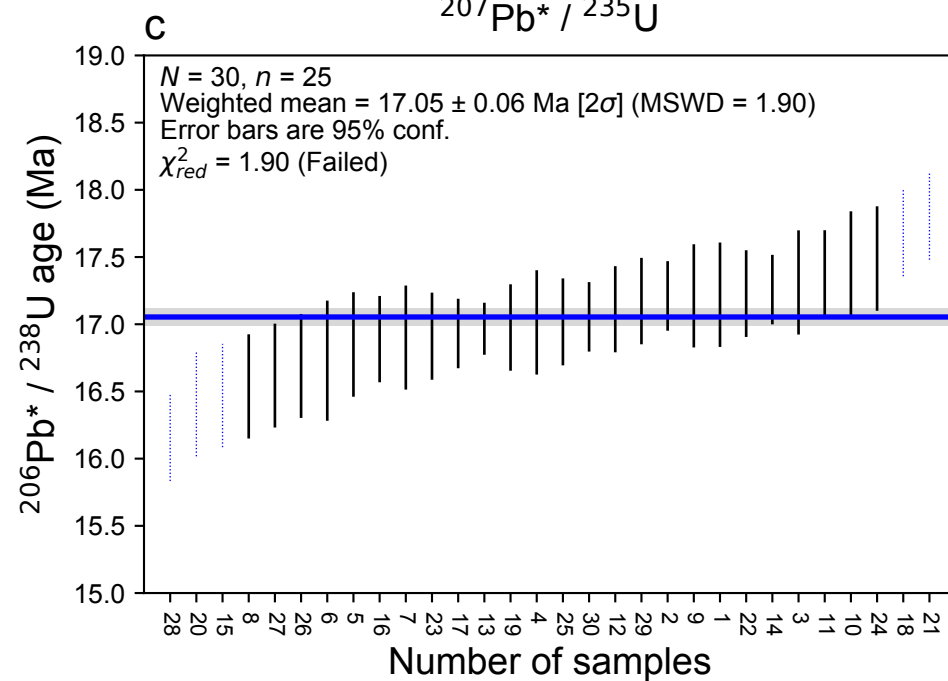 ²⁰⁷Pb* / ²³⁵U
c
N = 30, n = 25
Weighted mean = 17.05 ± 0.06 Ma [2σ] (MSWD = 1.90)
Error bars are 95% conf.
χ²red = 1.90 (Failed)
²⁰⁶Pb* / ²³⁸U age (Ma)
19.0
18.5
18.0
17.5
17.0
16.5
16.0
15.5
15.0
28 20 15 8 27 26 6 5 16 7 23 17 13 19 4 25 30 12 29 2 9 1 22 14 3 11 10 24 18 21
Number of samples